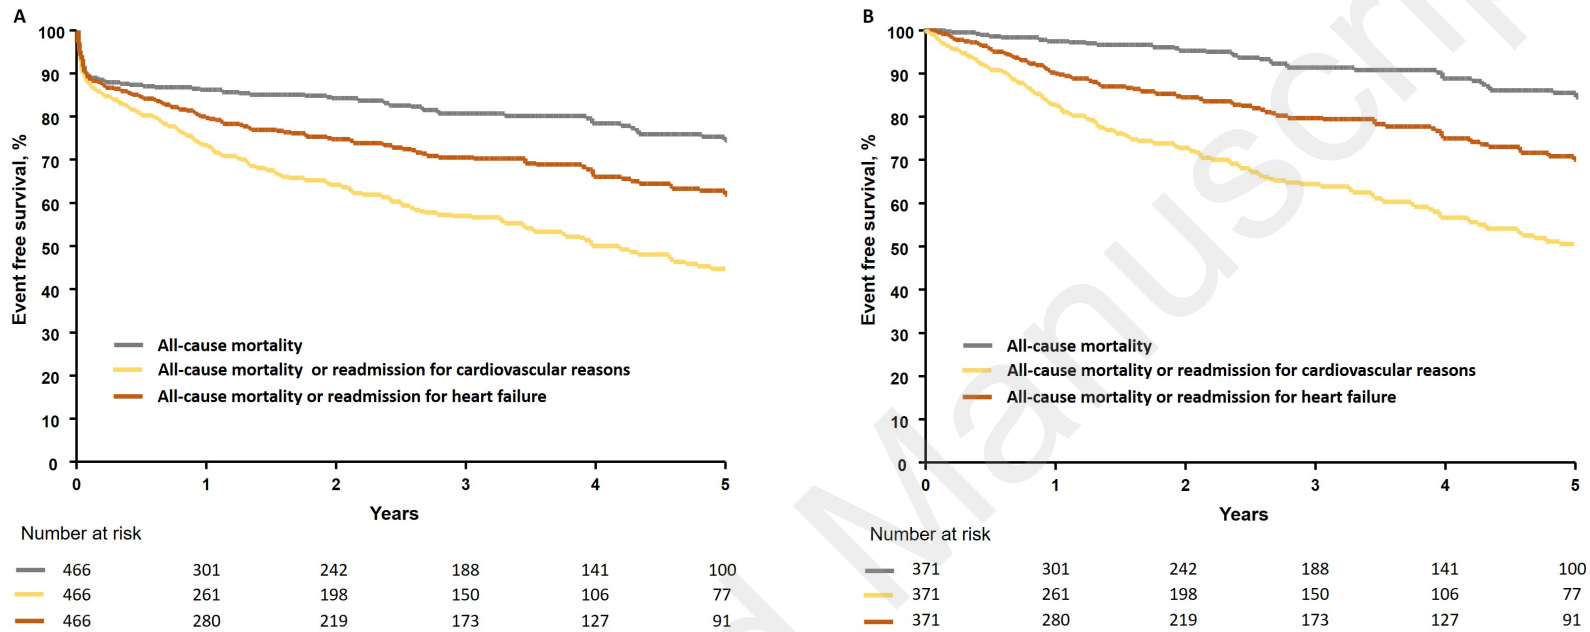 A
Event free survival, %
100
90
80
70
60
50
40
30
20
10
0
All-cause mortality
All-cause mortality or readmission for cardiovascular reasons
All-cause mortality or readmission for heart failure
0 1 2 3 4 5
Years
Number at risk
466 301 242 188 141 100
466 261 198 150 106 77
466 280 219 173 127 91
B
Event free survival, %
100
90
80
70
60
50
40
30
20
10
0
All-cause mortality
All-cause mortality or readmission for cardiovascular reasons
All-cause mortality or readmission for heart failure
0 1 2 3 4 5
Years
Number at risk
371 301 242 188 141 100
371 261 198 150 106 77
371 280 219 173 127 91
d Manuscrip